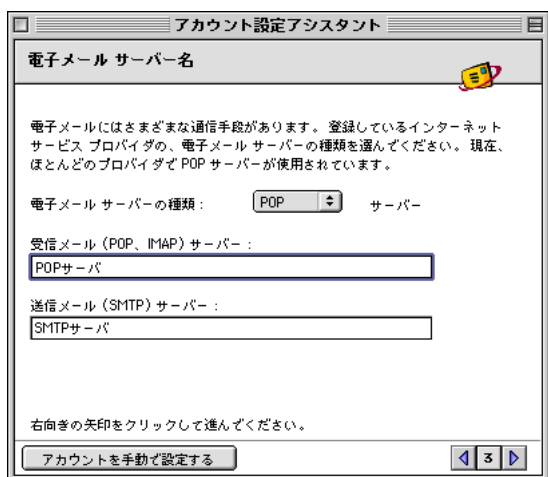 アカウント設定アシスタント
電子メール サーバー名
電子メールにはさまざまな通信手段があります。登録しているインターネット
サービス プロバイダの、電子メール サーバーの種類を選んでください。現在、
ほとんどのプロバイダで POP サーバーが使用されています。
電子メール サーバーの種類： POP サーバー
受信メール（POP、IMAP）サーバー：
POPサーバ
送信メール（SMTP）サーバー：
SMTPサーバ
右向きの矢印をクリックして進んでください。
アカウントを手動で設定する 3